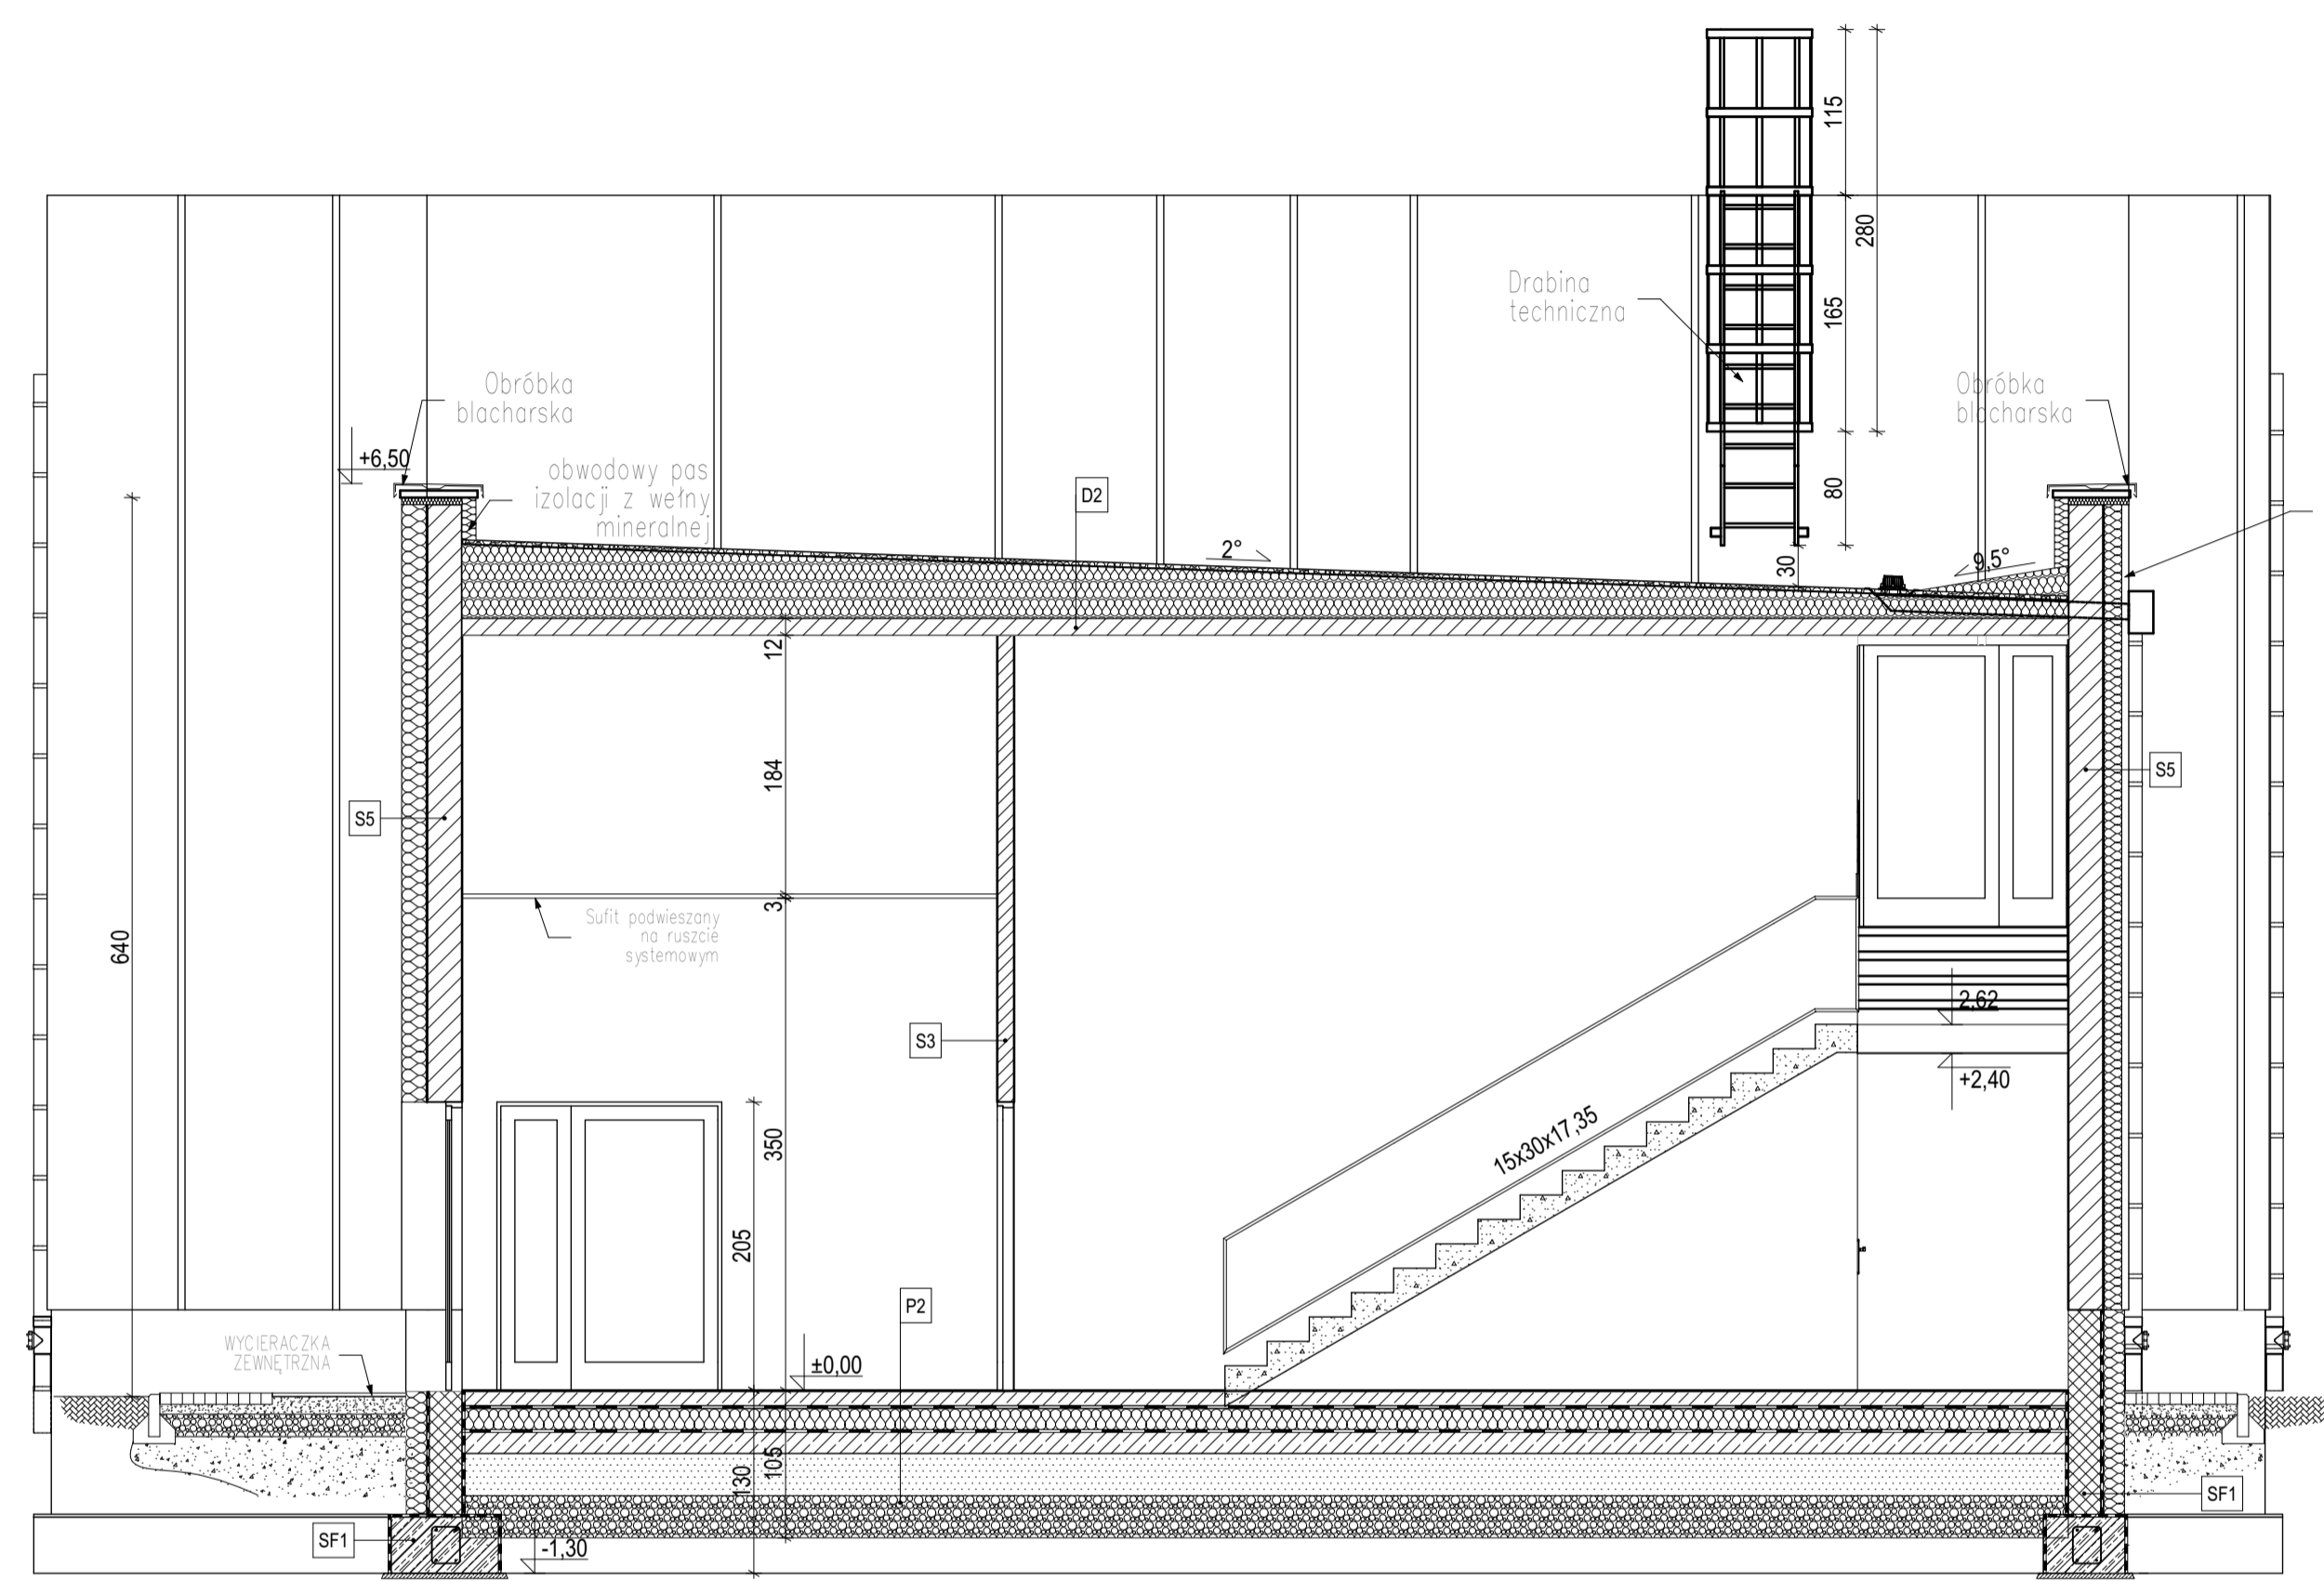 115
280
165
Drabina
techniczna
80
30
Obróbka
blacharska
+6,50
obwodowy pas
izolacji z wełny
mineralnej
D2
2°
9,5°
Obróbka
blacharska
12
184
3
S5
S5
640
Sufit podwieszany
na ruszcie
systemowym
S3
2,62
+2,40
15x30x17,35
350
205
P2
WYCIERACZKA
ZEWNĘTRZNA
±0,00
105
130
SF1
SF1
-1,30